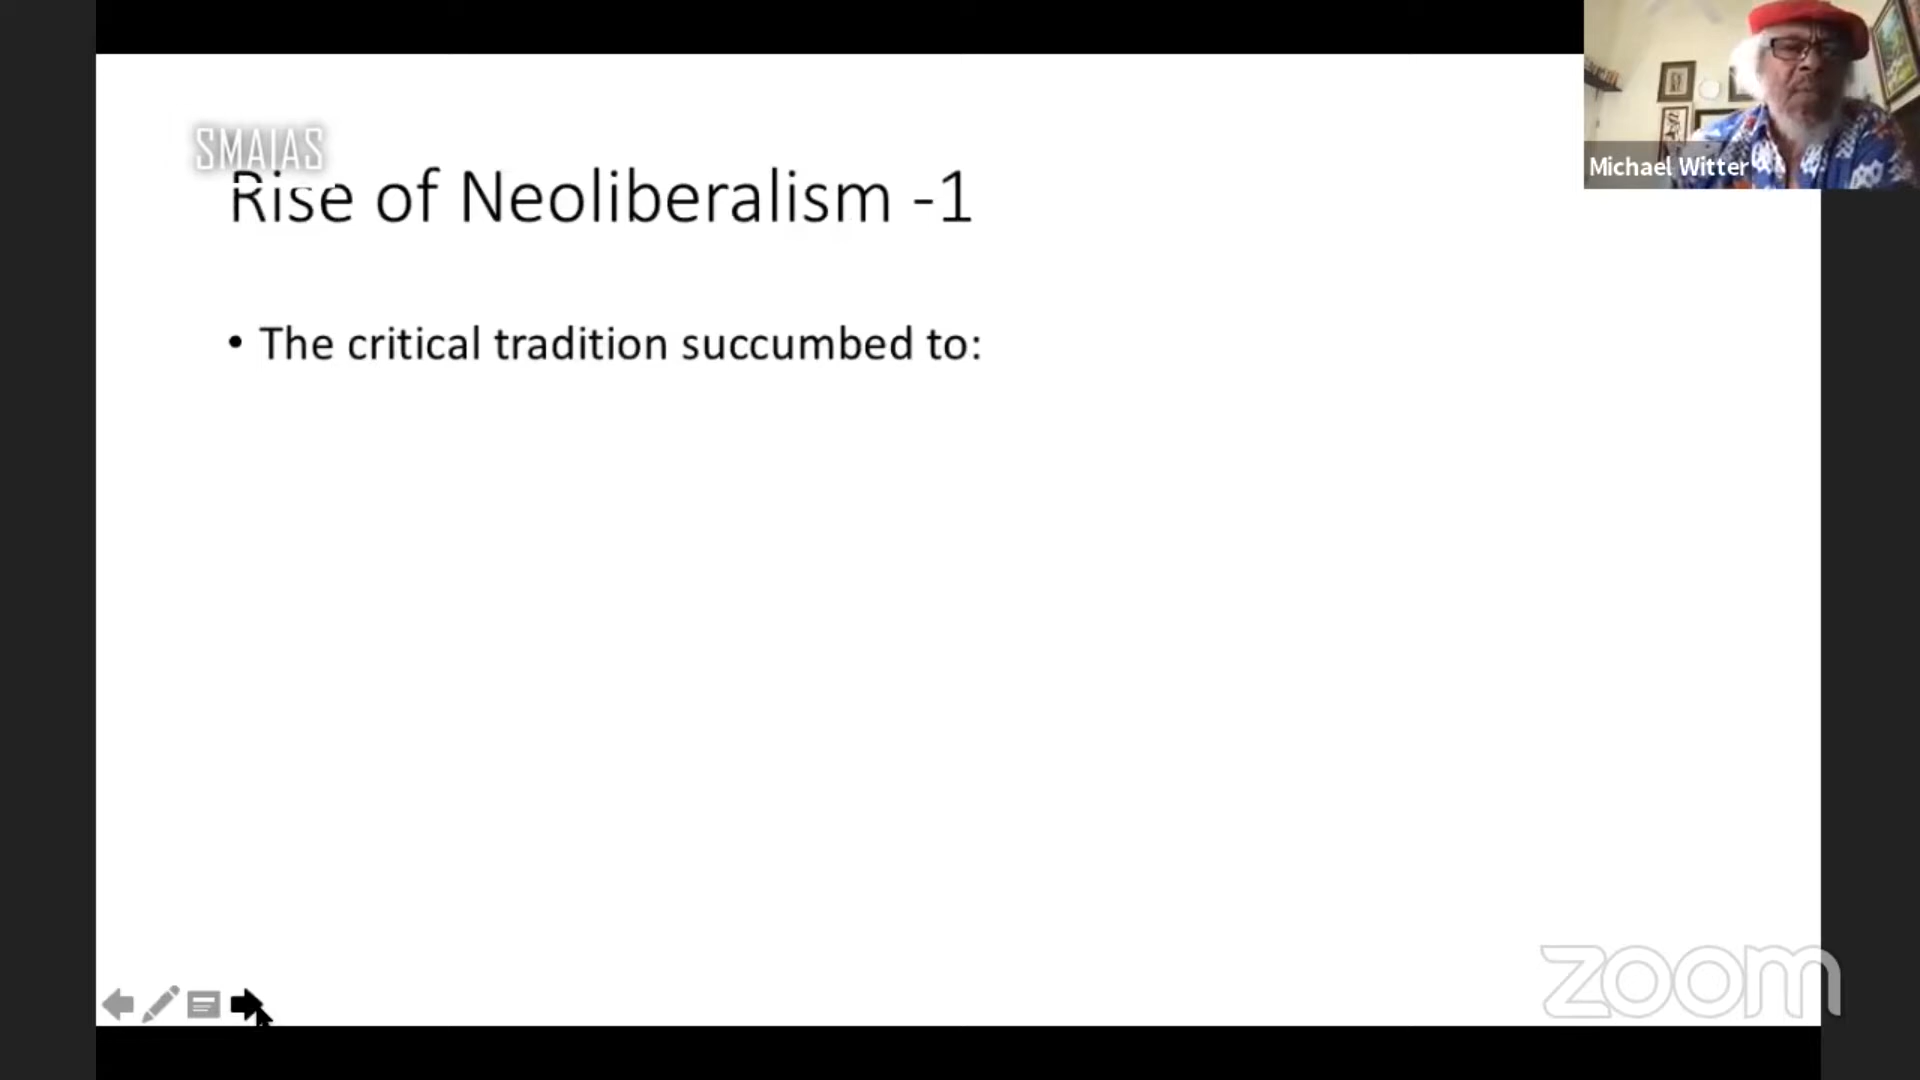 SMAIAS
Rise of Neoliberalism -1
Michael Witter
• The critical tradition succumbed to:
zoom